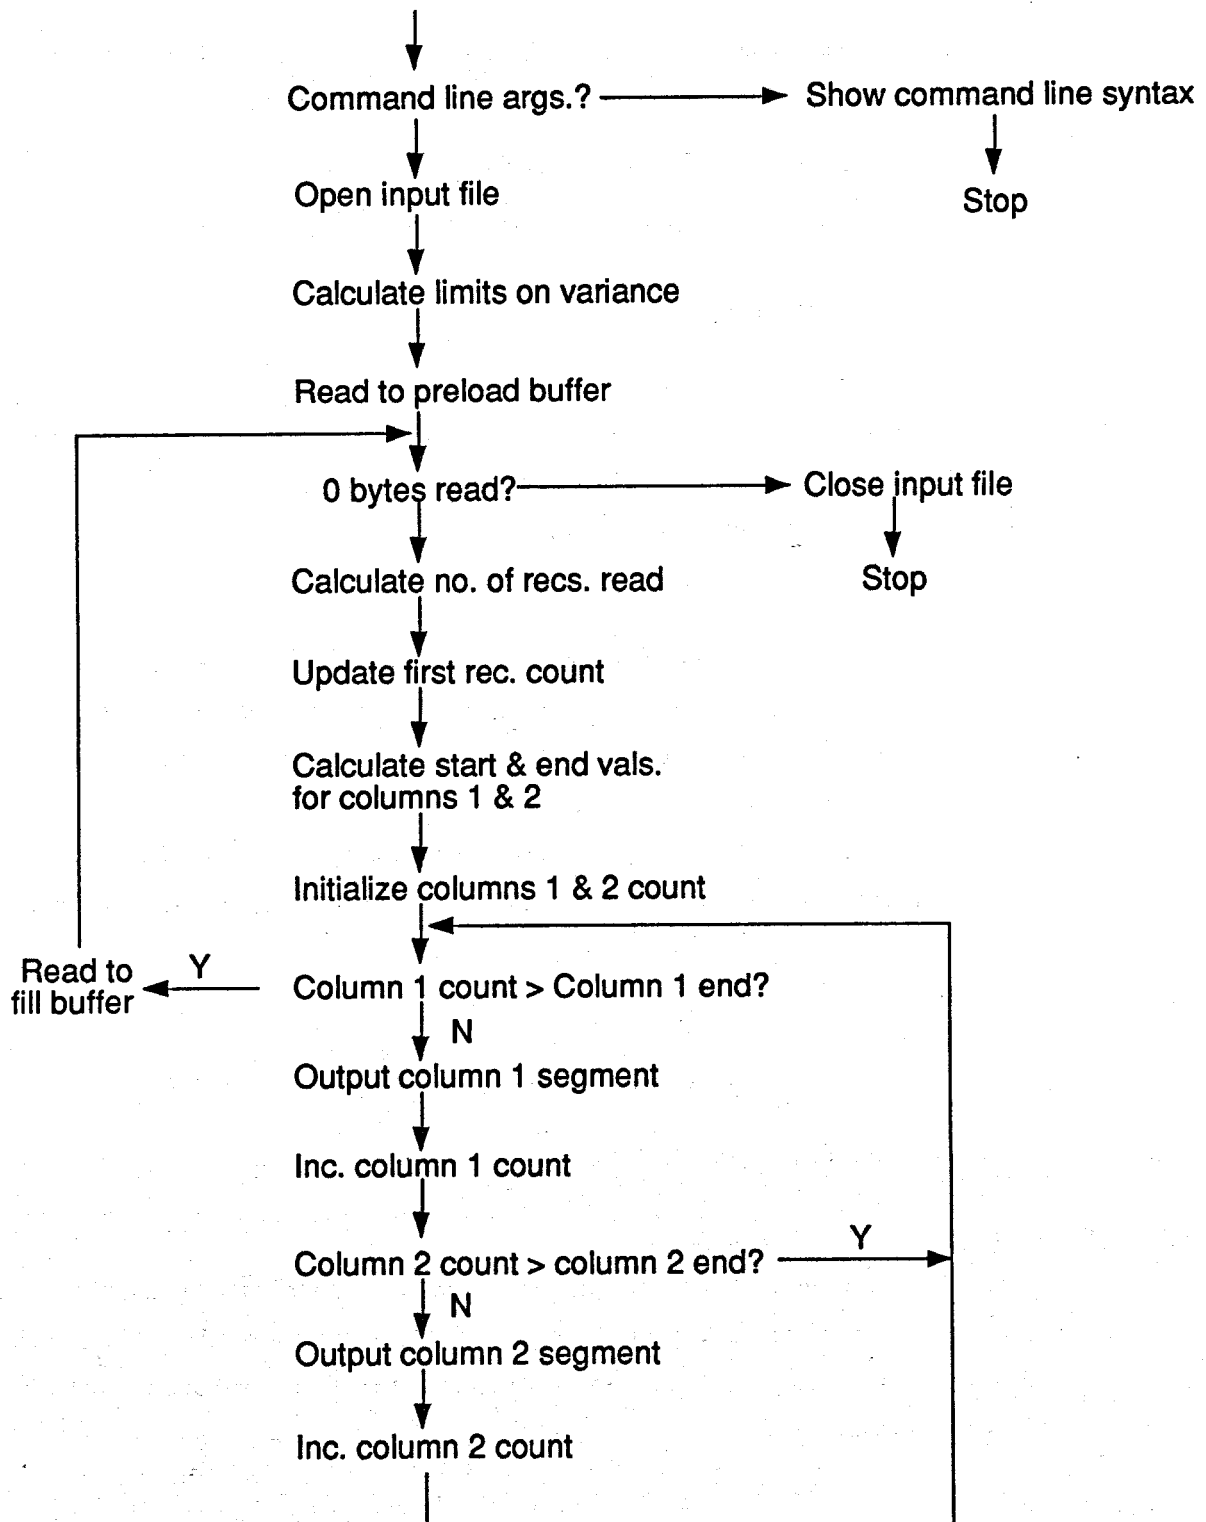 Command line args.?
Show command line syntax
Open input file
Stop
Calculate limits on variance
Read to preload buffer
0 bytes read?
Close input file
Calculate no. of recs. read
Stop
Update first rec. count
Calculate start & end vals.
for columns 1 & 2
Initialize columns 1 & 2 count
Read to
fill buffer
Y
Column 1 count > Column 1 end?
N
Output column 1 segment
Inc. column 1 count
Column 2 count > column 2 end?
Y
N
Output column 2 segment
Inc. column 2 count